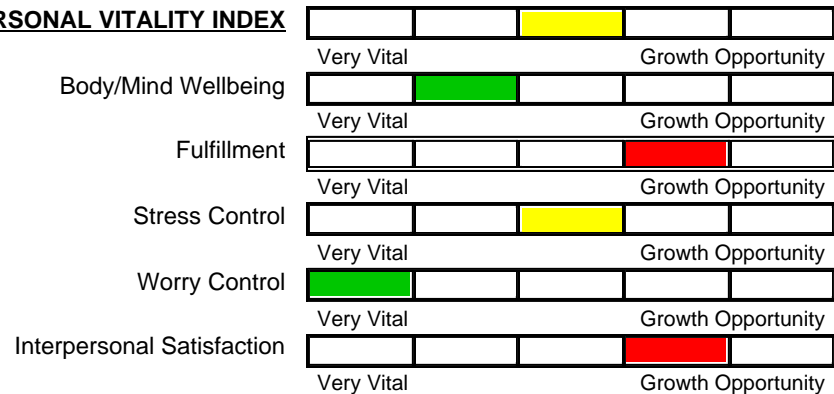 RSONAL VITALITY INDEX
Very Vital Growth Opportunity
Body/Mind Wellbeing
Very Vital Growth Opportunity
Fulfillment
Very Vital Growth Opportunity
Stress Control
Very Vital Growth Opportunity
Worry Control
Very Vital Growth Opportunity
Interpersonal Satisfaction
Very Vital Growth Opportunity